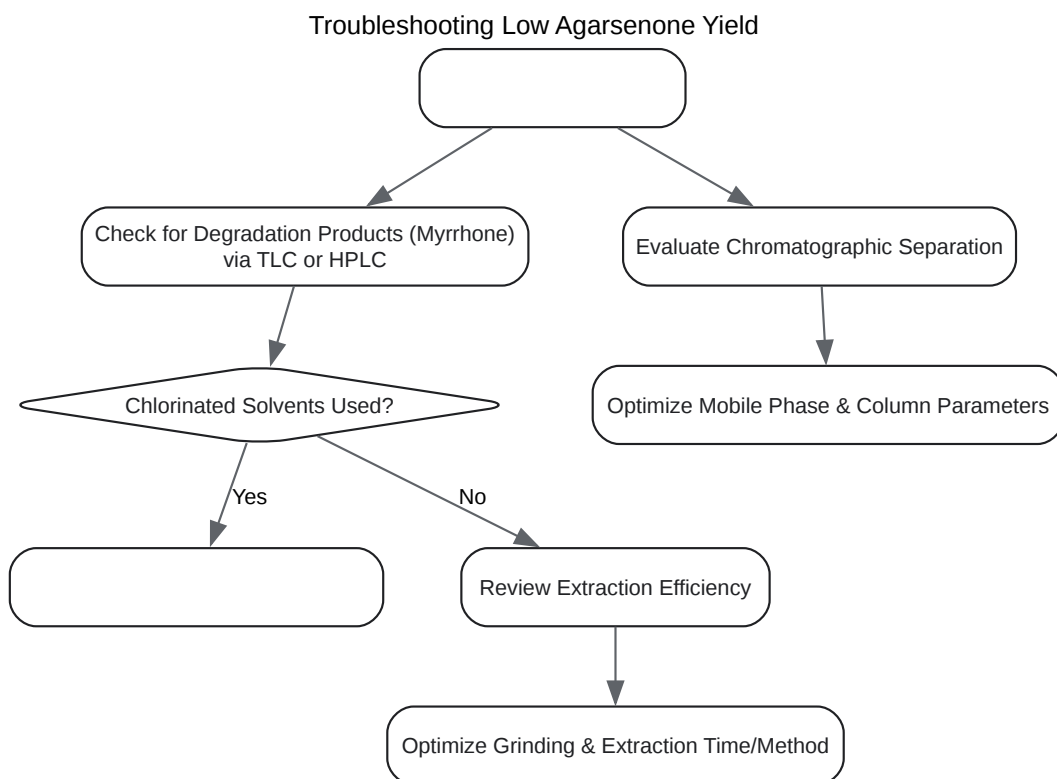 Troubleshooting Low Agarsenone Yield
Check for Degradation Products (Myrrhone)
via TLC or HPLC
Evaluate Chromatographic Separation
Chlorinated Solvents Used?
Optimize Mobile Phase & Column Parameters
Yes
No
Review Extraction Efficiency
Optimize Grinding & Extraction Time/Method